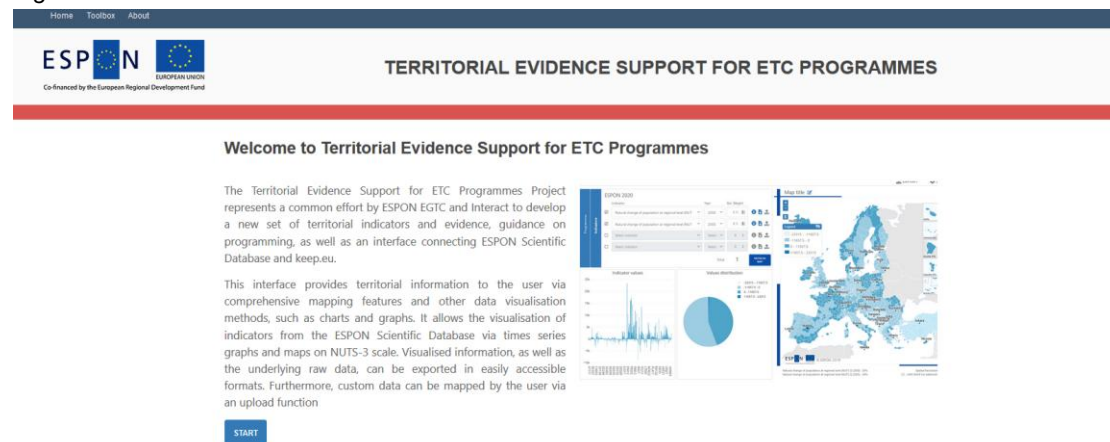 Home Toolbox About
ESPON
EUROPEAN UNION
Co-financed by the European Regional Development Fund
TERRITORIAL EVIDENCE SUPPORT FOR ETC PROGRAMMES
Welcome to Territorial Evidence Support for ETC Programmes
The Territorial Evidence Support for ETC Programmes Project
represents a common effort by ESPON EGTC and Interact to develop
a new set of territorial indicators and evidence, guidance on
programming, as well as an interface connecting ESPON Scientific
Database and keep.eu.
This interface provides territorial information to the user via
comprehensive mapping features and other data visualisation
methods, such as charts and graphs. It allows the visualisation of
indicators from the ESPON Scientific Database via times series
graphs and maps on NUTS-3 scale. Visualised information, as well as
the underlying raw data, can be exported in easily accessible
formats. Furthermore, custom data can be mapped by the user via
an upload function
START
ESPON 2020
Map title
Indicator values
Values distribution